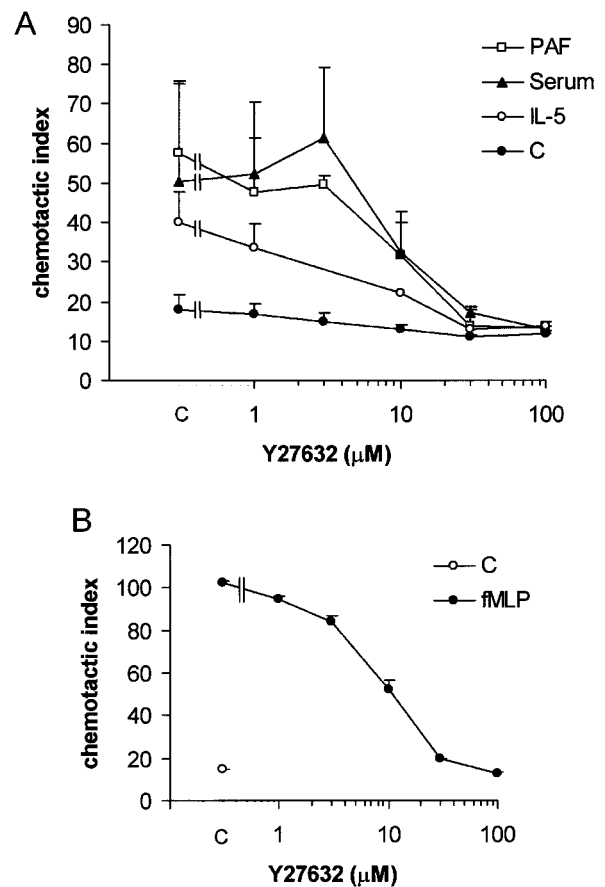 A
90
80
70
60
50
40
30
20
10
0
chemotactic index
PAF
Serum
IL-5
C
C 1 10 100
Y27632 (μM)
B
120
100
80
60
40
20
0
chemotactic index
C
fMLP
C 1 10 100
Y27632 (μM)